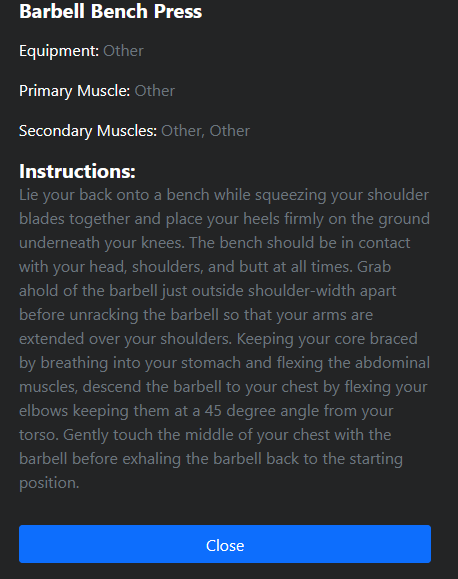 Barbell Bench Press
Equipment: Other
Primary Muscle: Other
Secondary Muscles: Other, Other
Instructions:
Lie your back onto a bench while squeezing your shoulder
blades together and place your heels firmly on the ground
underneath your knees. The bench should be in contact
with your head, shoulders, and butt at all times. Grab
ahold of the barbell just outside shoulder-width apart
before unracking the barbell so that your arms are
extended over your shoulders. Keeping your core braced
by breathing into your stomach and flexing the abdominal
muscles, descend the barbell to your chest by flexing your
elbows keeping them at a 45 degree angle from your
torso. Gently touch the middle of your chest with the
barbell before exhaling the barbell back to the starting
position.
Close